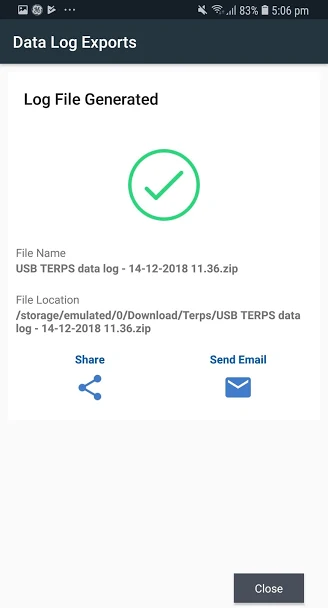 83% 5:06 pm
Data Log Exports
Log File Generated
File Name
USB TERPS data log - 14-12-2018 11.36.zip
File Location
/storage/emulated/0/Download/Terps/USB TERPS data
log - 14-12-2018 11.36.zip
Share Send Email
Close